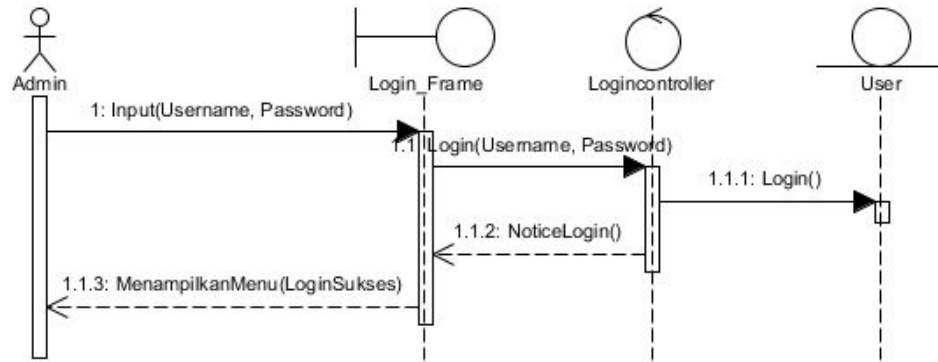 Admin
Login_Frame
Logincontroller
User
1: Input(Username, Password)
1.1: Login(Username, Password)
1.1.1: Login()
1.1.2: NoticeLogin()
1.1.3: MenampilkanMenu(LoginSukses)